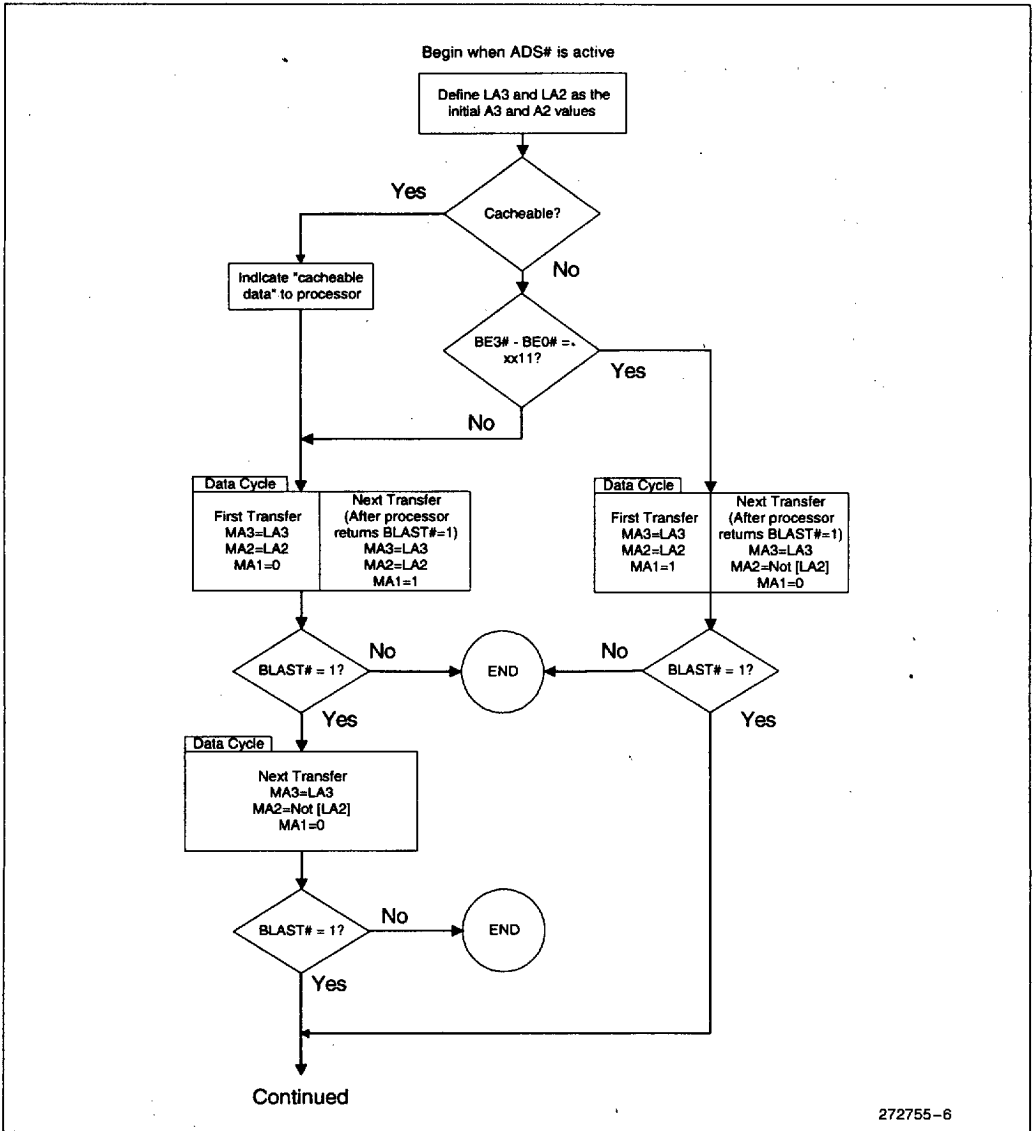 Begin when ADS# is active
Define LA3 and LA2 as the
initial A3 and A2 values
Yes
Cacheable?
No
Indicate "cacheable
data" to processor
BE3# - BE0# =
xx11?
Yes
No
Data Cycle
First Transfer
MA3=LA3
MA2=LA2
MA1=0
Next Transfer
(After processor
returns BLAST#=1)
MA3=LA3
MA2=LA2
MA1=1
Data Cycle
First Transfer
MA3=LA3
MA2=LA2
MA1=1
Next Transfer
(After processor
returns BLAST#=1)
MA3=LA3
MA2=Not [LA2]
MA1=0
BLAST# = 1?
No
END
No
BLAST# = 1?
Yes
Yes
Data Cycle
Next Transfer
MA3=LA3
MA2=Not [LA2]
MA1=0
BLAST# = 1?
No
END
Yes
Continued
272755-6